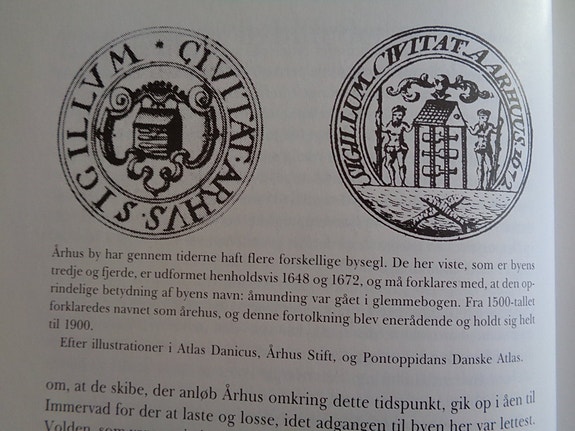 SIGILLVM * CIVITAT·ARHVS·
SIGILLUM.CIVITAT.AARHUUS.1672
Århus by har gennem tiderne haft flere forskellige bysegl. De her viste, som er byens
tredje og fjerde, er udformet henholdsvis 1648 og 1672, og må forklares med, at den op-
rindelige betydning af byens navn: åmunding var gået i glemmebogen. Fra 1500-tallet
forklaredes navnet som årehus, og denne fortolkning blev enerådende og holdt sig helt
til 1900.
Efter illustrationer i Atlas Danicus, Århus Stift, og Pontoppidans Danske Atlas.
om, at de skibe, der anløb Århus omkring dette tidspunkt, gik op i åen til
Immervad for der at laste og losse, idet adgangen til byen her var lettest.
Volden, som